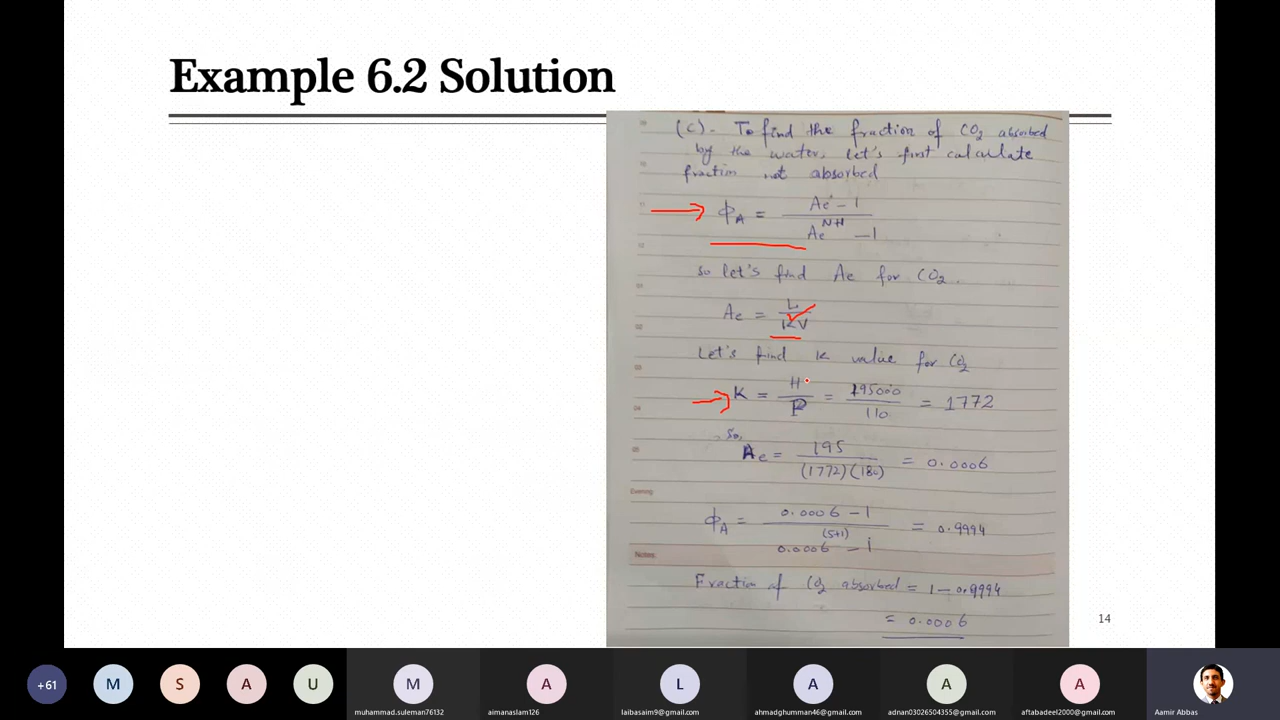 Example 6.2 Solution
(C)- To find the fraction of CO2 absorbed
by the water, let's first calculate
fraction not absorbed
ΦA = Ae - 1
Ae^N+1 - 1
so let's find Ae for CO2.
Ae = L
KV
Let's find K value for CO2
K = H / P = 195000 / 110 = 1772
So,
Ae = 195 / (1772)(180) = 0.0006
ΦA = 0.0006 - 1 / 0.0006^(5+1) - 1 = 0.9994
Notes:
Fraction of CO2 absorbed = 1 - 0.9994
= 0.0006
14
+61
M
S
A
U
M
A
L
A
A
A
muhammad.suleman76132
aimanaslam126
laibasaim9@gmail.com
ahmadghumman46@gmail.com
adnan03026504355@gmail.com
aftabadeel2000@gmail.com
Aamir Abbas